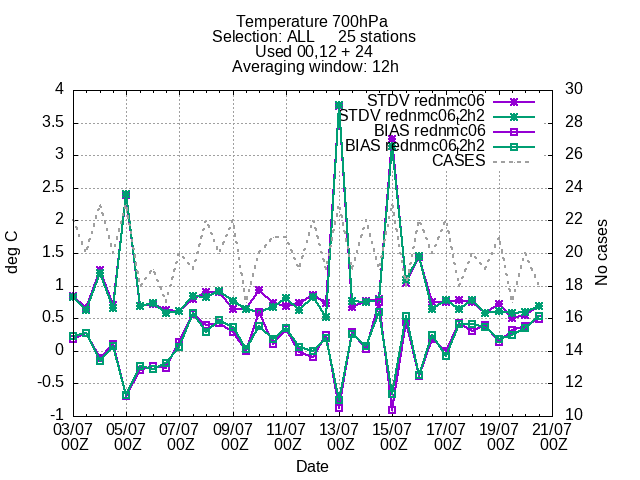 Temperature 700hPa
Selection: ALL 25 stations
Used 00,12 + 24
Averaging window: 12h
STDV rednmc06
STDV rednmc06t2h2
BIAS rednmc06
BIAS rednmc06t2h2
CASES
4
3.5
3
2.5
2
1.5
1
0.5
0
-0.5
-1
deg C
30
28
26
24
22
20
18
16
14
12
10
No cases
03/07 05/07 07/07 09/07 11/07 13/07 15/07 17/07 19/07 21/07
00Z 00Z 00Z 00Z 00Z 00Z 00Z 00Z 00Z 00Z
Date